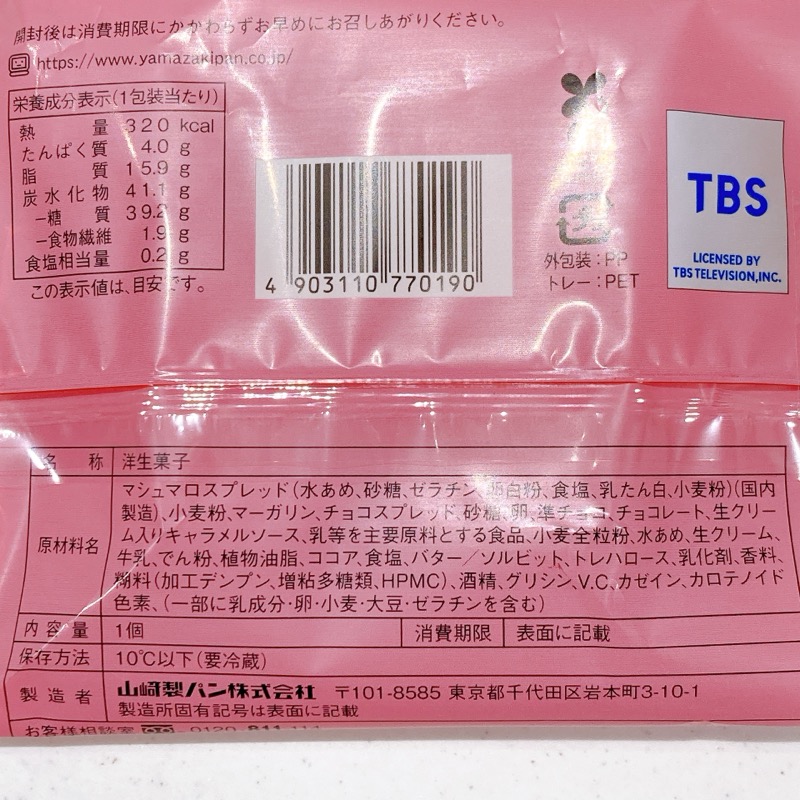 開封後は消費期限にかかわらずお早めにお召しあがりください。
https://www.yamazakipan.co.jp/
栄養成分表示(1包装当たり)
熱量 320 kcal
たんぱく質 4.0 g
脂質 15.9 g
炭水化物 41.1 g
−糖質 39.2 g
−食物繊維 1.9 g
食塩相当量 0.2 g
この表示値は、目安です。
4 903110 770190
外包装:PP
トレー:PET
TBS
LICENSED BY
TBS TELEVISION,INC.
名称 洋生菓子
原材料名
マシュマロスプレッド(水あめ、砂糖、ゼラチン、卵白粉、食塩、乳たん白、小麦粉)(国内
製造)、小麦粉、マーガリン、チョコスプレッド、砂糖、卵、準チョコ、チョコレート、生クリー
ム入りキャラメルソース、乳等を主要原料とする食品、小麦全粒粉、水あめ、生クリーム、
牛乳、でん粉、植物油脂、ココア、食塩、バター/ソルビット、トレハロース、乳化剤、香料、
糊料(加工デンプン、増粘多糖類、HPMC)、酒精、グリシン、V.C、カゼイン、カロテノイド
色素、(一部に乳成分・卵・小麦・大豆・ゼラチンを含む)
内容量 1個 消費期限 表面に記載
保存方法 10℃以下(要冷蔵)
製造者 山崎製パン株式会社 〒101-8585 東京都千代田区岩本町3-10-1
製造所固有記号は表面に記載
お客様相談室 0120-811-114